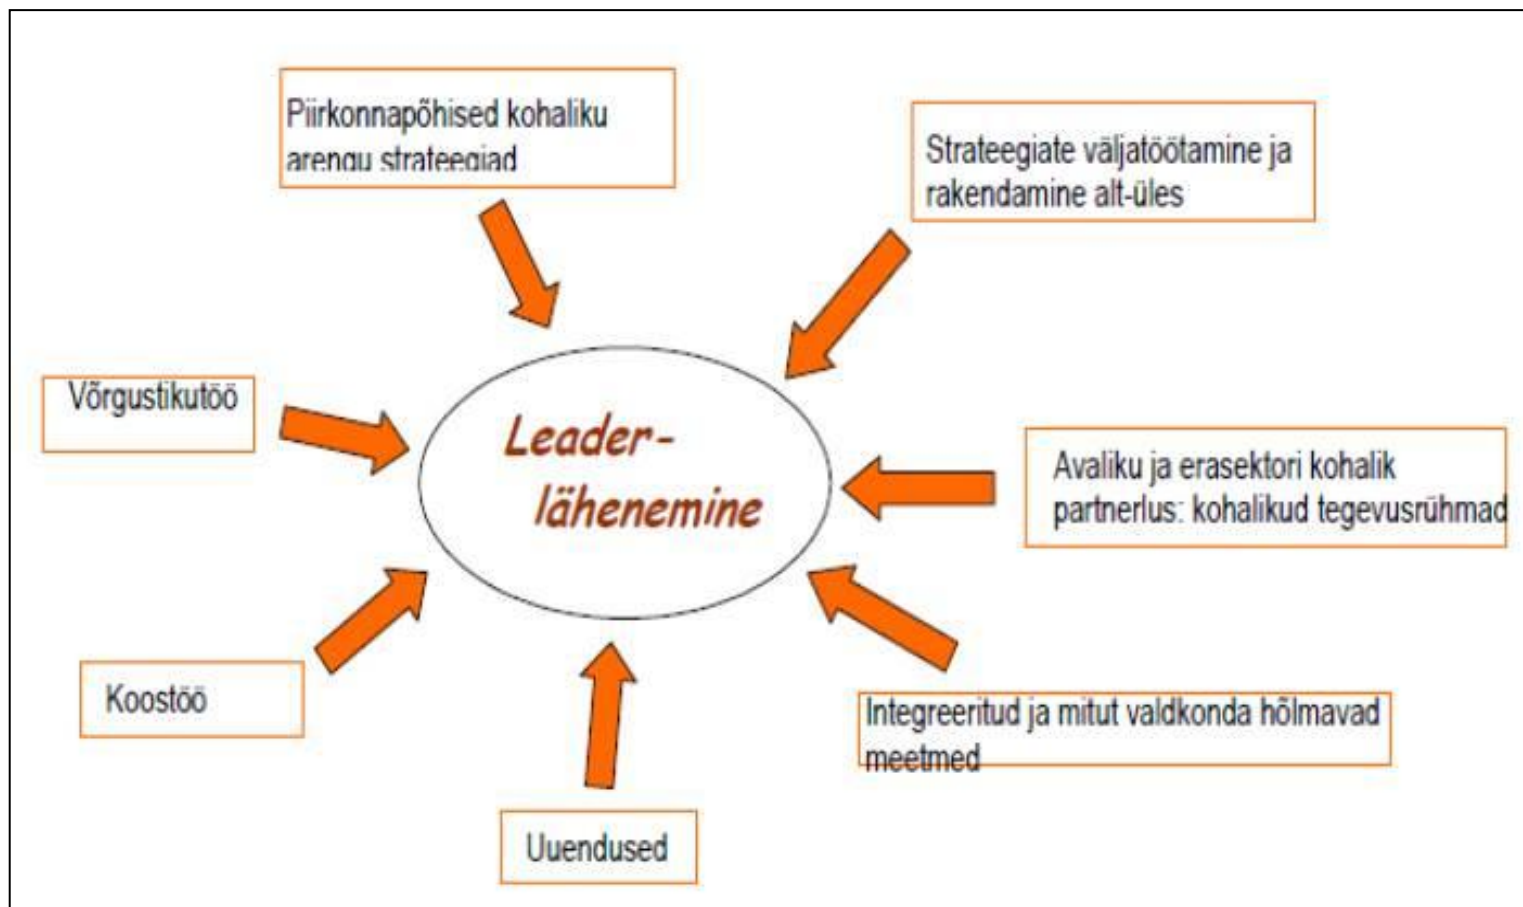 Piirkonnapõhised kohaliku
arengu strateegiad
Strateegiate väljatöötamine ja
rakendamine alt-üles
Võrgustikutöö
Leader-
lähenemine
Avaliku ja erasektori kohalik
partnerlus: kohalikud tegevusrühmad
Koostöö
Integreeritud ja mitut valdkonda hõlmavad
meetmed
Uuendused